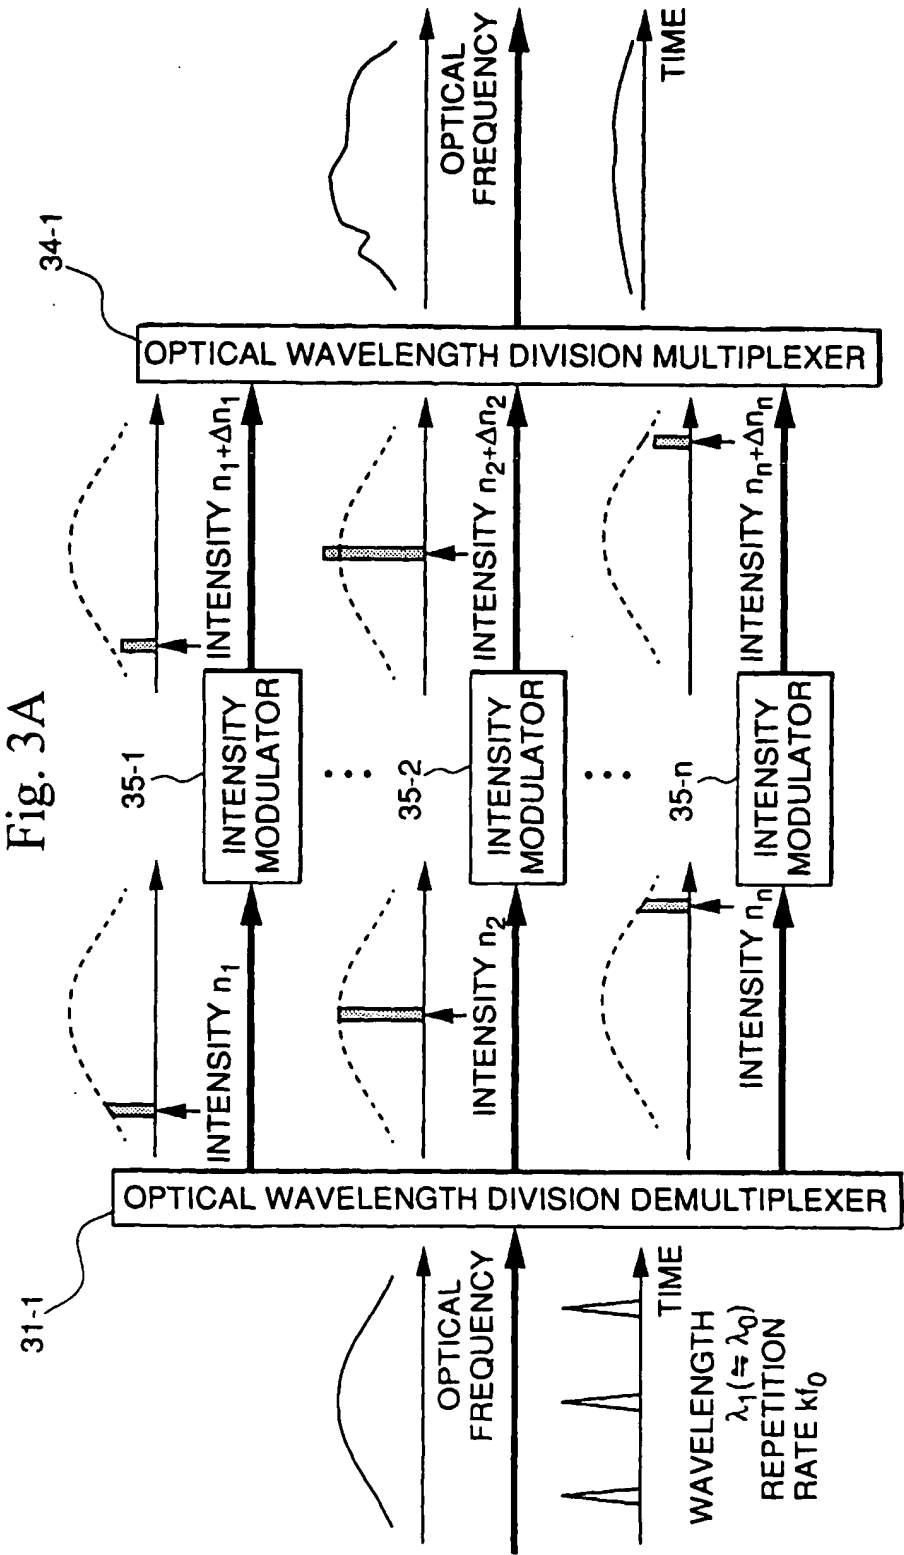 Fig. 3A
31-1
OPTICAL
FREQUENCY
TIME
WAVELENGTH
λ1(≒λ0)
REPETITION
RATE kf0
OPTICAL WAVELENGTH DIVISION DEMULTIPLEXER
INTENSITY n1
INTENSITY n2
INTENSITY nn
35-1
INTENSITY
MODULATOR
35-2
INTENSITY
MODULATOR
35-n
INTENSITY
MODULATOR
INTENSITY n1+Δn1
INTENSITY n2+Δn2
INTENSITY nn+Δnn
34-1
OPTICAL WAVELENGTH DIVISION MULTIPLEXER
OPTICAL
FREQUENCY
TIME